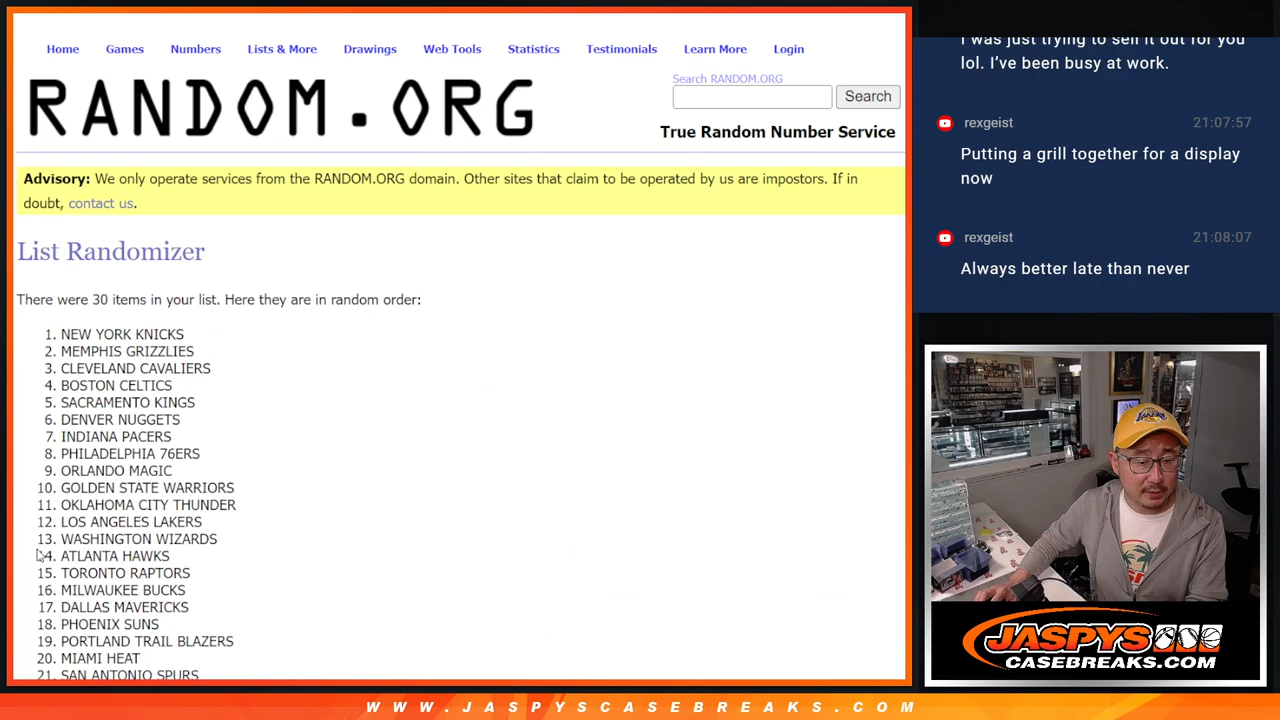 Home Games Numbers Lists & More Drawings Web Tools Statistics Testimonials Learn More Login
RANDOM.ORG
Search RANDOM.ORG
Search
True Random Number Service
Advisory: We only operate services from the RANDOM.ORG domain. Other sites that claim to be operated by us are impostors. If in
doubt, contact us.
List Randomizer
There were 30 items in your list. Here they are in random order:
1. NEW YORK KNICKS
2. MEMPHIS GRIZZLIES
3. CLEVELAND CAVALIERS
4. BOSTON CELTICS
5. SACRAMENTO KINGS
6. DENVER NUGGETS
7. INDIANA PACERS
8. PHILADELPHIA 76ERS
9. ORLANDO MAGIC
10. GOLDEN STATE WARRIORS
11. OKLAHOMA CITY THUNDER
12. LOS ANGELES LAKERS
13. WASHINGTON WIZARDS
4. ATLANTA HAWKS
15. TORONTO RAPTORS
16. MILWAUKEE BUCKS
17. DALLAS MAVERICKS
18. PHOENIX SUNS
19. PORTLAND TRAIL BLAZERS
20. MIAMI HEAT
21. SAN ANTONIO SPURS
I was just trying to sell it out for you
lol. I've been busy at work.
rexgeist 21:07:57
Putting a grill together for a display
now
rexgeist 21:08:07
Always better late than never
JASPYS
CASEBREAKS.COM
WWW.JASPYSCASEBREAKS.COM